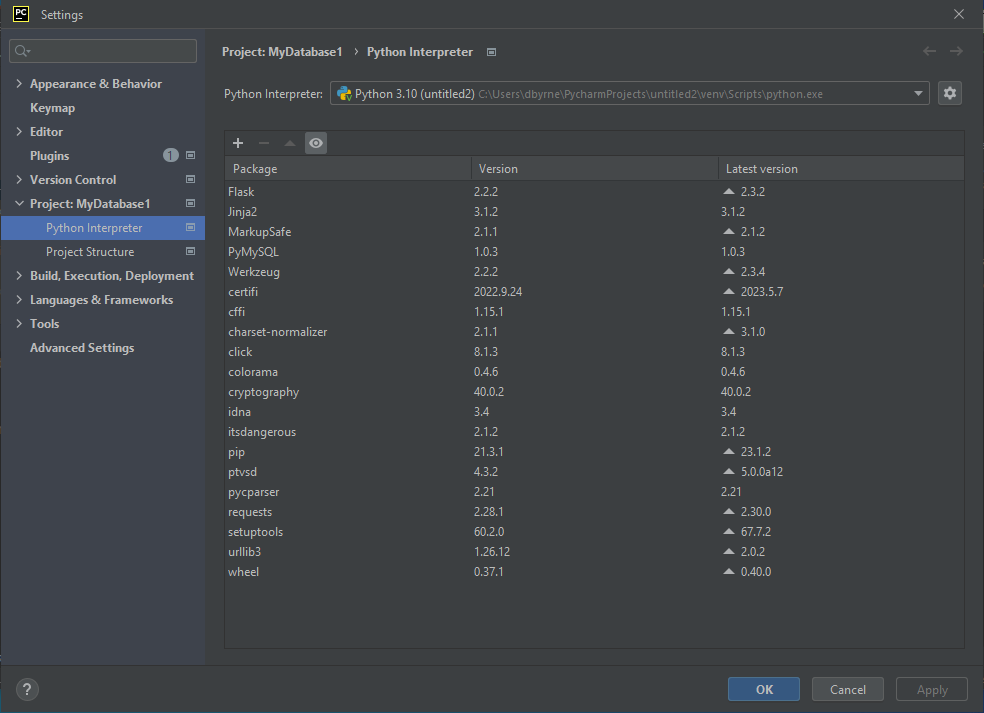 PC Settings
Project: MyDatabase1 › Python Interpreter
Appearance & Behavior
Keymap
Editor
Plugins 1
Version Control
Project: MyDatabase1
Python Interpreter
Project Structure
Build, Execution, Deployment
Languages & Frameworks
Tools
Advanced Settings
Python Interpreter: Python 3.10 (untitled2) C:\Users\dbyrne\PycharmProjects\untitled2\venv\Scripts\python.exe
Package Version Latest version
Flask 2.2.2 2.3.2
Jinja2 3.1.2 3.1.2
MarkupSafe 2.1.1 2.1.2
PyMySQL 1.0.3 1.0.3
Werkzeug 2.2.2 2.3.4
certifi 2022.9.24 2023.5.7
cffi 1.15.1 1.15.1
charset-normalizer 2.1.1 3.1.0
click 8.1.3 8.1.3
colorama 0.4.6 0.4.6
cryptography 40.0.2 40.0.2
idna 3.4 3.4
itsdangerous 2.1.2 2.1.2
pip 21.3.1 23.1.2
ptvsd 4.3.2 5.0.0a12
pycparser 2.21 2.21
requests 2.28.1 2.30.0
setuptools 60.2.0 67.7.2
urllib3 1.26.12 2.0.2
wheel 0.37.1 0.40.0
? OK Cancel Apply